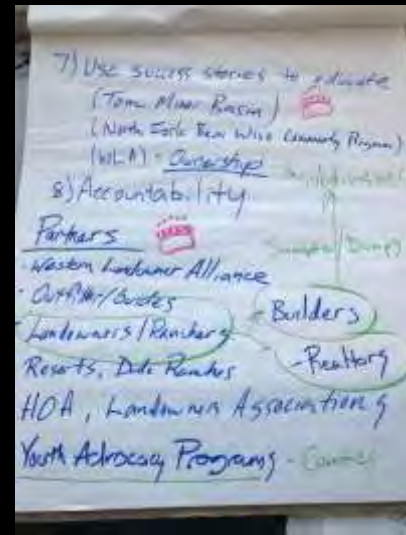 7) Use success stories to educate
(Tom Miner Basin)
(North Fork Bear Wise Community Program)
(WLA) - Ownership
8) Accountability
Partners
- Western Landowner Alliance
- Outfitter/Guides
- Landowners/Ranchers
- Builders
- Realtors
Resorts, Dude Ranches
HOA, Landowner Associations
Youth Advocacy Programs -